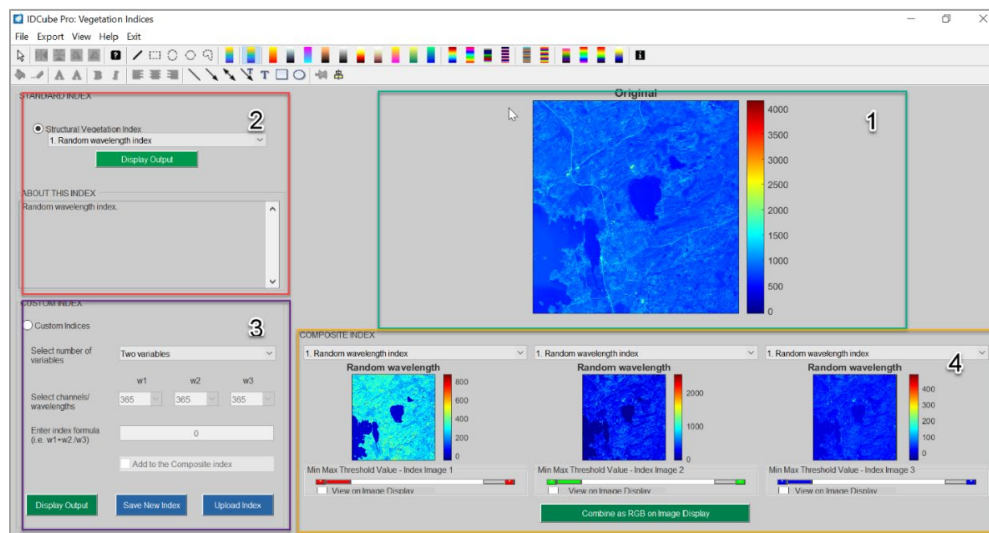 IDCube Pro: Vegetation Indices
File Export View Help Exit
STANDARD INDEX
2
Structural Vegetation Index
1. Random wavelength index
Display Output
ABOUT THIS INDEX
Random wavelength index.
Original
1
4000
3500
3000
2500
2000
1500
1000
500
0
CUSTOM INDEX
3
Custom Indices
Select number of
variables
Two variables
w1 w2 w3
Select channels/
wavelengths
365 365 365
Enter index formula
(i.e. w1+w2./w3)
0
Add to the Composite index
Display Output Save New Index Upload Index
COMPOSITE INDEX
4
1. Random wavelength index 1. Random wavelength index 1. Random wavelength index
Random wavelength Random wavelength Random wavelength
800
600
400
200
0
2000
1000
0
400
300
200
100
0
Min Max Threshold Value - Index Image 1 Min Max Threshold Value - Index Image 2 Min Max Threshold Value - Index Image 3
View on Image Display View on Image Display View on Image Display
Combine as RGB on Image Display